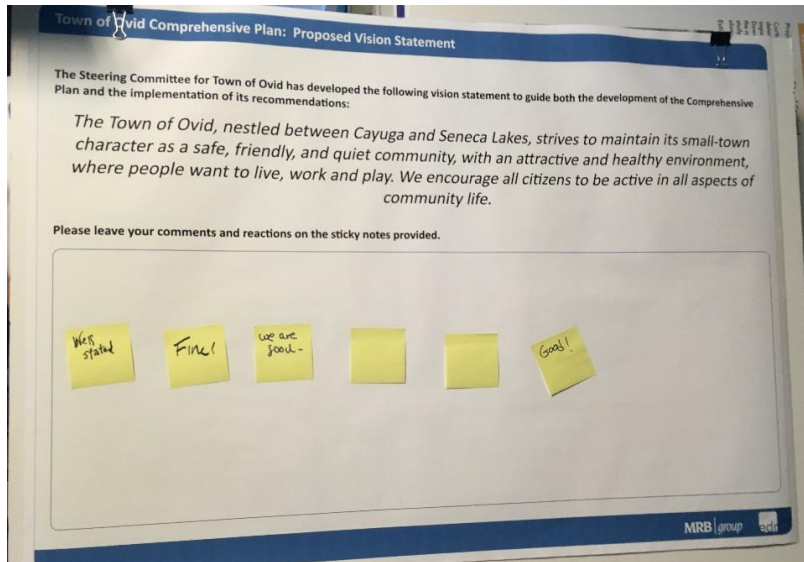 Town of Ovid Comprehensive Plan: Proposed Vision Statement
The Steering Committee for Town of Ovid has developed the following vision statement to guide both the development of the Comprehensive
Plan and the implementation of its recommendations:
The Town of Ovid, nestled between Cayuga and Seneca Lakes, strives to maintain its small-town
character as a safe, friendly, and quiet community, with an attractive and healthy environment,
where people want to live, work and play. We encourage all citizens to be active in all aspects of
community life.
Please leave your comments and reactions on the sticky notes provided.
Well
stated
Fine!
we are
good -
Good!
MRB group
edr